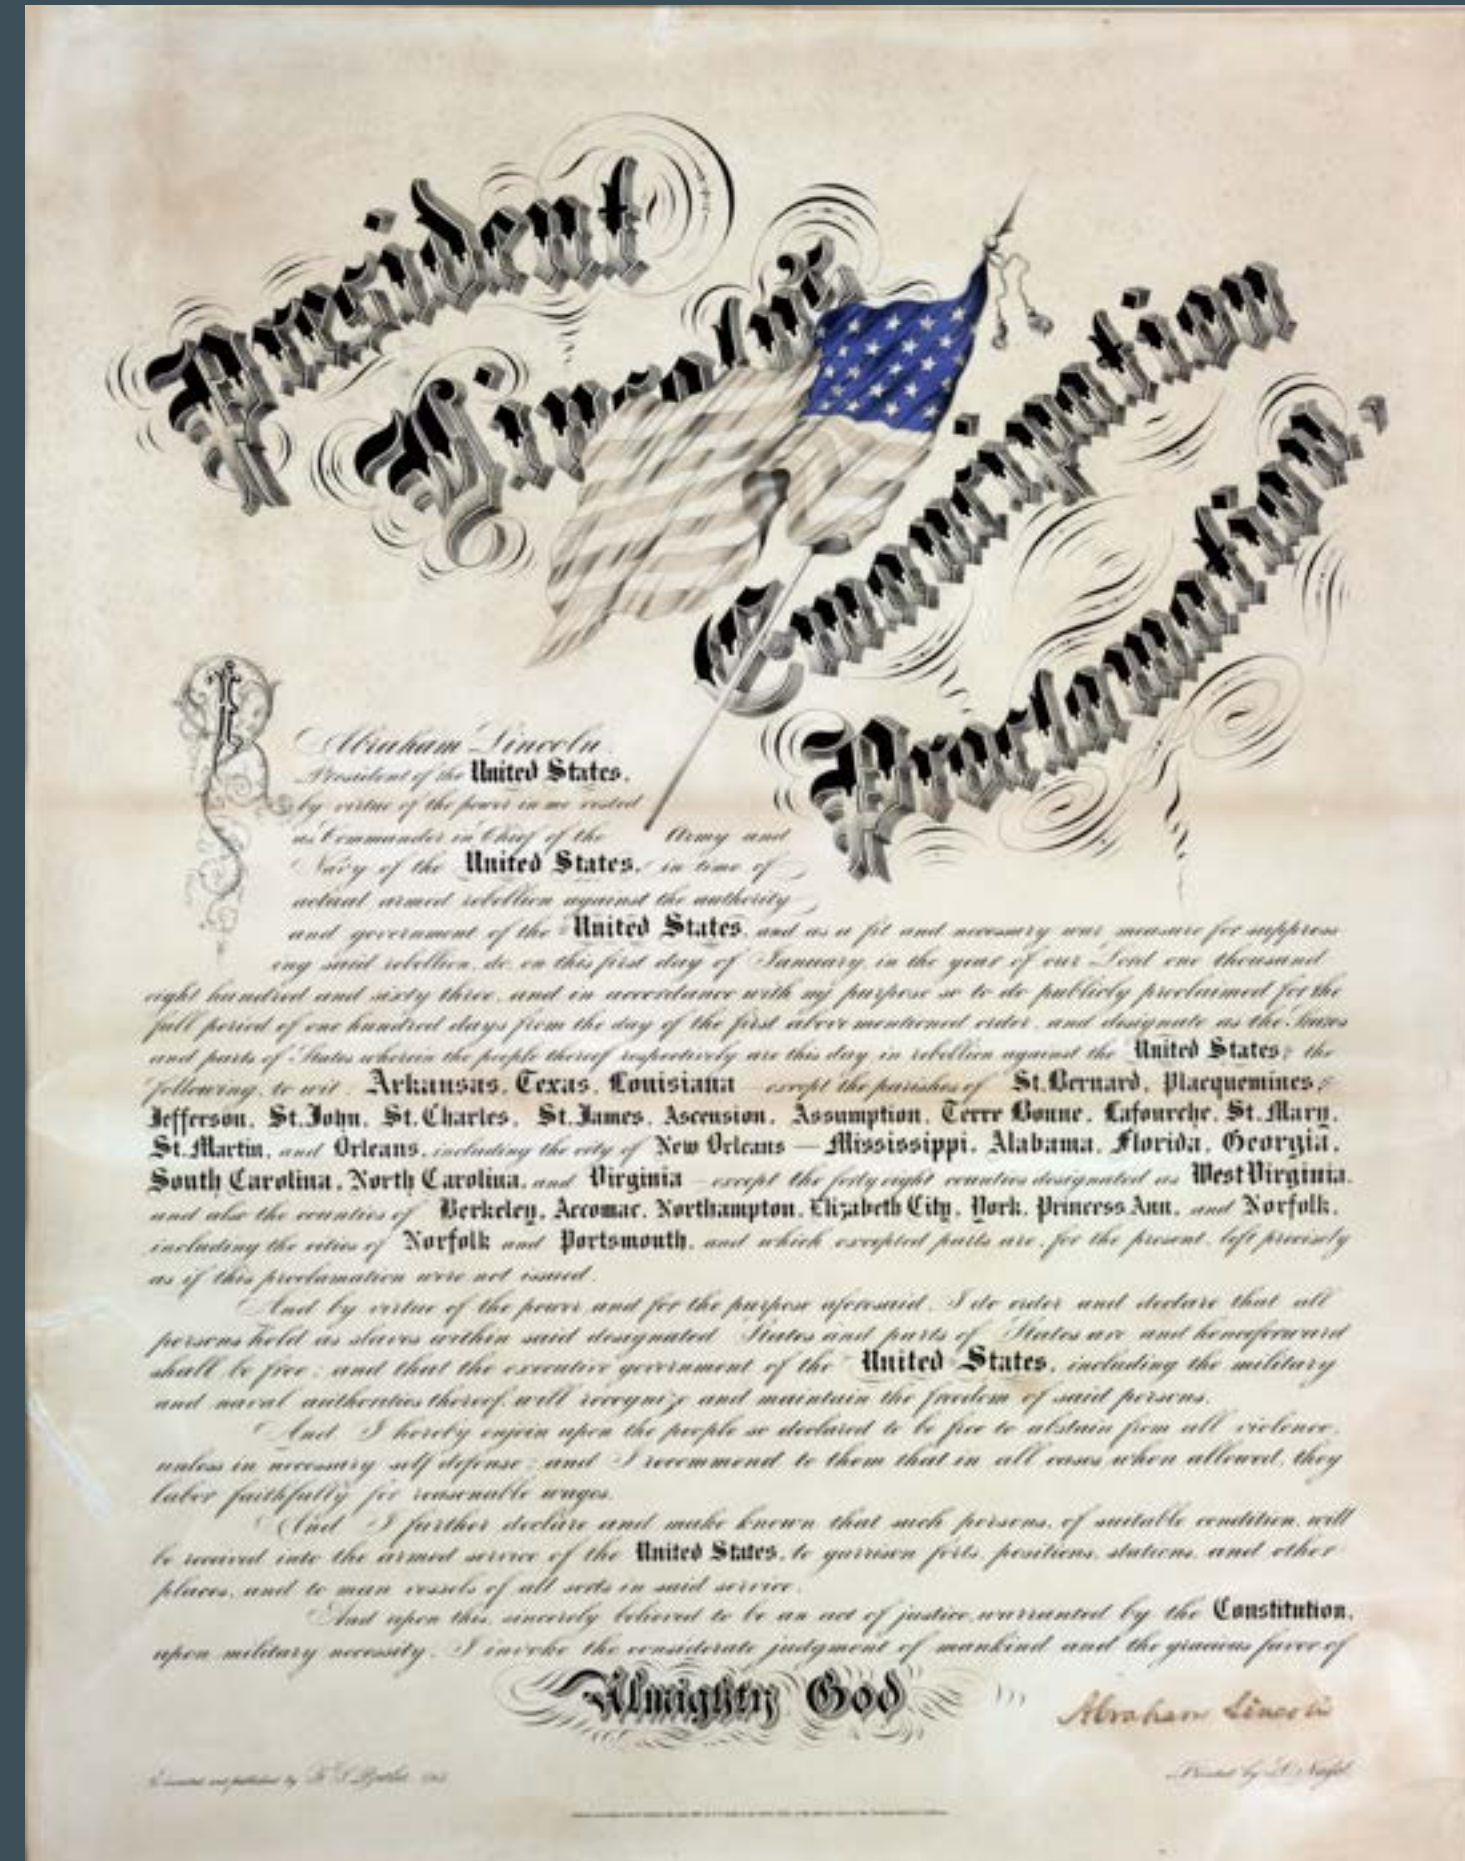 President
Lincoln's
Emancipation
Proclamation.
I, Abraham Lincoln,
President of the United States,
by virtue of the power in me vested
as Commander in Chief of the Army and
Navy of the United States, in time of
actual armed rebellion against the authority
and government of the United States, and as a fit and necessary war measure for suppress
ing said rebellion, do, on this first day of January, in the year of our Lord one thousand
eight hundred and sixty three, and in accordance with my purpose so to do publicly proclaimed for the
full period of one hundred days from the day of the first above mentioned order, and designate as the States
and parts of States wherein the people thereof respectively are this day in rebellion against the United States, the
following, to wit. Arkansas, Texas, Louisiana except the parishes of St. Bernard, Placquemines,
Jefferson, St. John, St. Charles, St. James, Ascension, Assumption, Terre Bonne, Lafourche, St. Mary,
St. Martin, and Orleans, including the city of New Orleans — Mississippi, Alabama, Florida, Georgia,
South Carolina, North Carolina, and Virginia — except the forty eight counties designated as West Virginia,
and also the counties of Berkeley, Accomac, Northampton, Elizabeth City, York, Princess Ann, and Norfolk,
including the cities of Norfolk and Portsmouth, and which excepted parts are, for the present, left precisely
as if this proclamation were not issued.
And by virtue of the power and for the purpose aforesaid, I do order and declare that all
persons held as slaves within said designated States and parts of States are and henceforward
shall be free; and that the executive government of the United States, including the military
and naval authorities thereof, will recognize and maintain the freedom of said persons.
And I hereby enjoin upon the people so declared to be free to abstain from all violence,
unless in necessary self defense; and I recommend to them that in all cases when allowed, they
labor faithfully for reasonable wages.
And I further declare and make known that such persons, of suitable condition, will
be received into the armed service of the United States, to garrison forts, positions, stations, and other
places, and to man vessels of all sorts in said service.
And upon this, sincerely believed to be an act of justice, warranted by the Constitution,
upon military necessity, I invoke the considerate judgment of mankind and the gracious favor of
Almighty God
Abraham Lincoln
and published by
Printed by